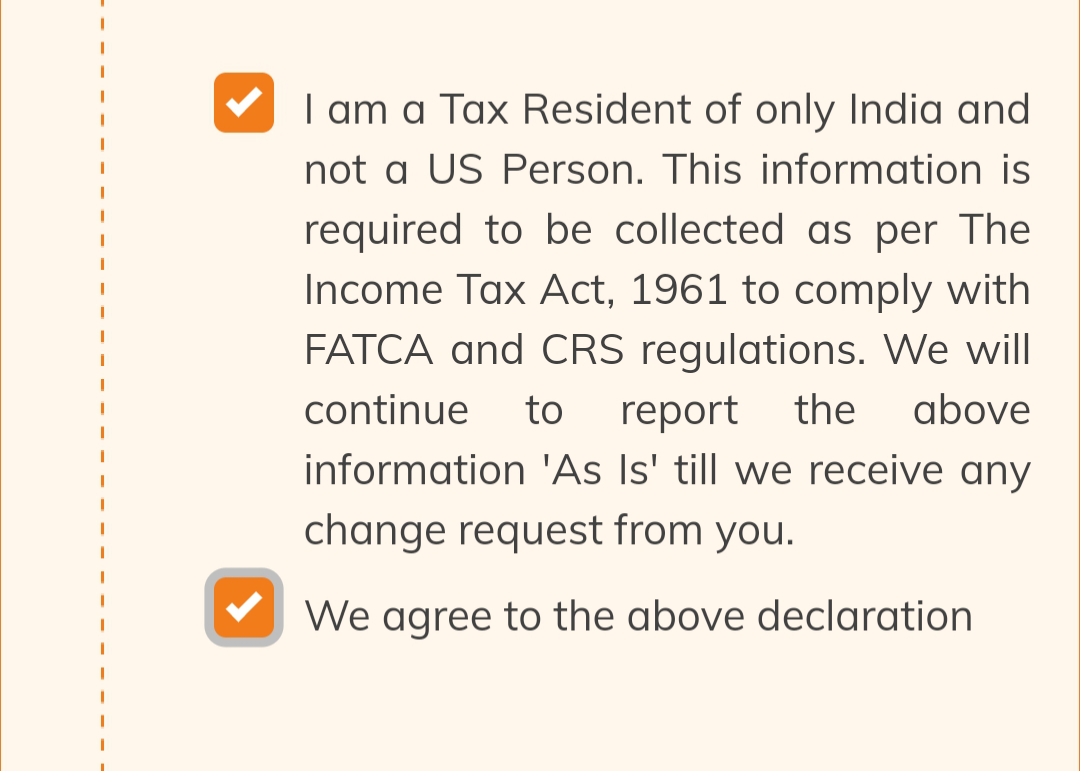 I am a Tax Resident of only India and
not a US Person. This information is
required to be collected as per The
Income Tax Act, 1961 to comply with
FATCA and CRS regulations. We will
continue to report the above
information 'As Is' till we receive any
change request from you.
We agree to the above declaration